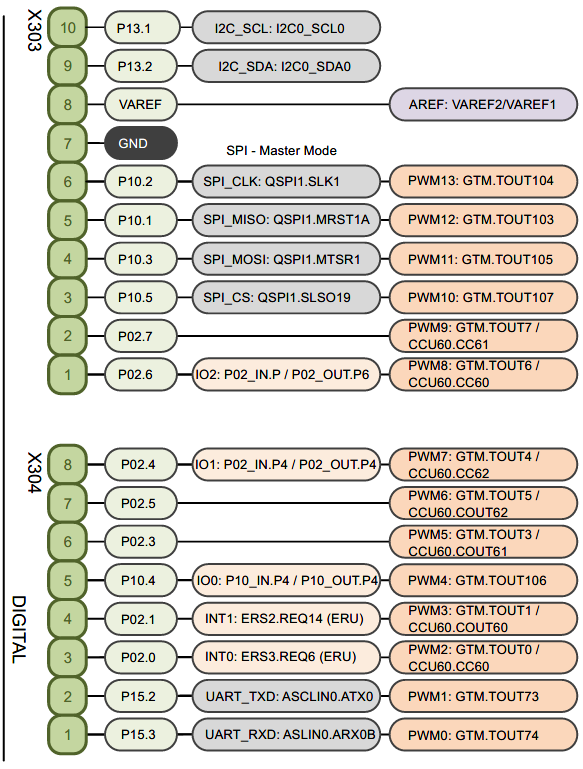 X303
10 P13.1 I2C_SCL: I2C0_SCL0
9 P13.2 I2C_SDA: I2C0_SDA0
8 VAREF AREF: VAREF2/VAREF1
7 GND
SPI - Master Mode
6 P10.2 SPI_CLK: QSPI1.SLK1 PWM13: GTM.TOUT104
5 P10.1 SPI_MISO: QSPI1.MRST1A PWM12: GTM.TOUT103
4 P10.3 SPI_MOSI: QSPI1.MTSR1 PWM11: GTM.TOUT105
3 P10.5 SPI_CS: QSPI1.SLSO19 PWM10: GTM.TOUT107
2 P02.7 PWM9: GTM.TOUT7 /
CCU60.CC61
1 P02.6 IO2: P02_IN.P / P02_OUT.P6 PWM8: GTM.TOUT6 /
CCU60.CC60
X304
8 P02.4 IO1: P02_IN.P4 / P02_OUT.P4 PWM7: GTM.TOUT4 /
CCU60.CC62
7 P02.5 PWM6: GTM.TOUT5 /
CCU60.COUT62
6 P02.3 PWM5: GTM.TOUT3 /
CCU60.COUT61
5 P10.4 IO0: P10_IN.P4 / P10_OUT.P4 PWM4: GTM.TOUT106
4 P02.1 INT1: ERS2.REQ14 (ERU) PWM3: GTM.TOUT1 /
CCU60.COUT60
3 P02.0 INT0: ERS3.REQ6 (ERU) PWM2: GTM.TOUT0 /
CCU60.CC60
2 P15.2 UART_TXD: ASCLIN0.ATX0 PWM1: GTM.TOUT73
1 P15.3 UART_RXD: ASLIN0.ARX0B PWM0: GTM.TOUT74
DIGITAL